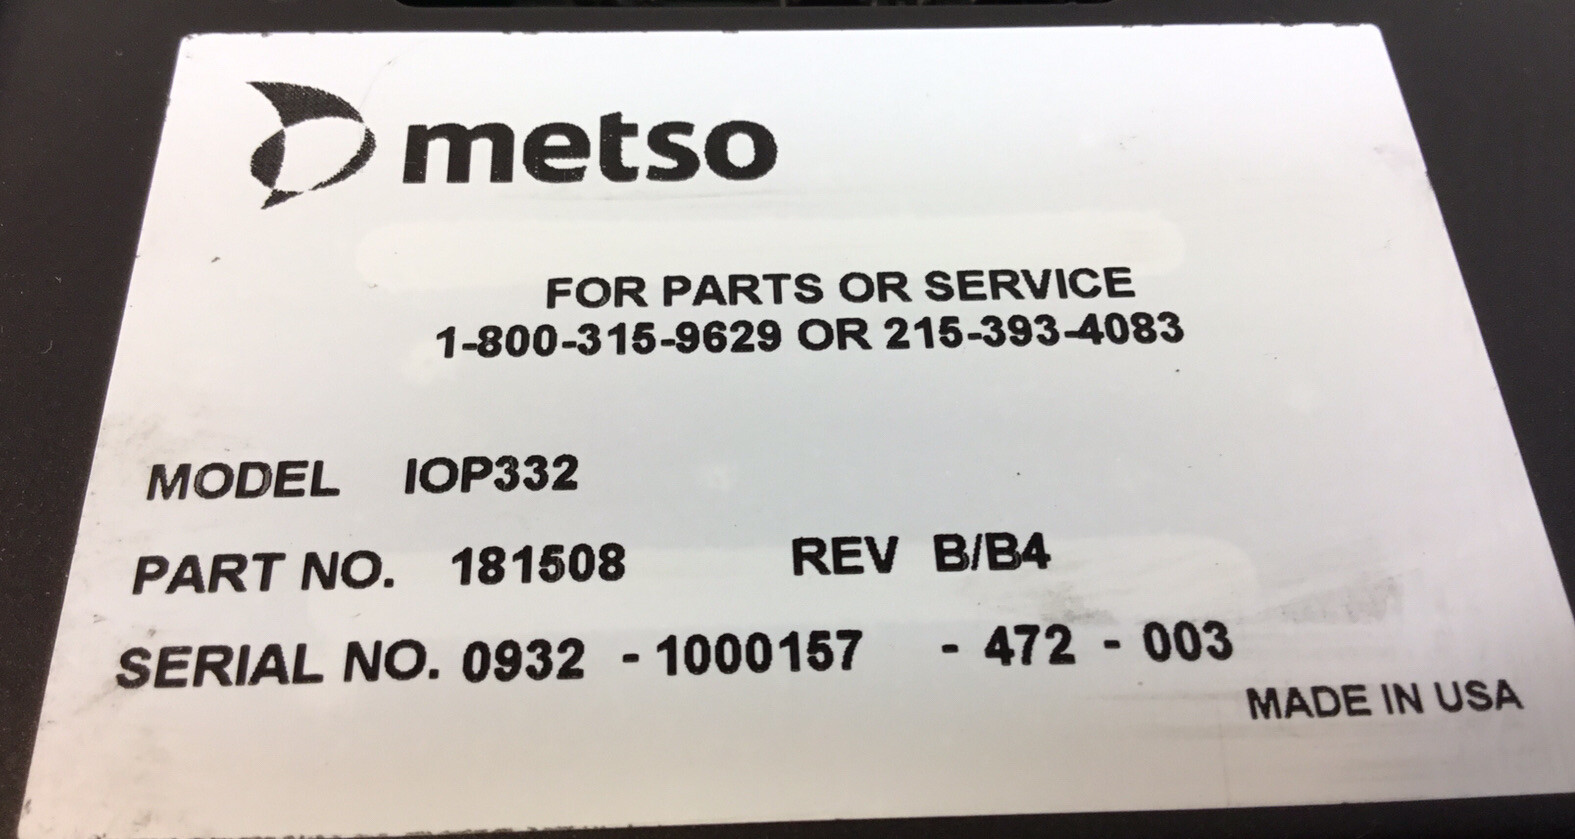 metso
FOR PARTS OR SERVICE
1-800-315-9629 OR 215-393-4083
MODEL IOP332
PART NO. 181508 REV B/B4
SERIAL NO. 0932 - 1000157 - 472 - 003
MADE IN USA